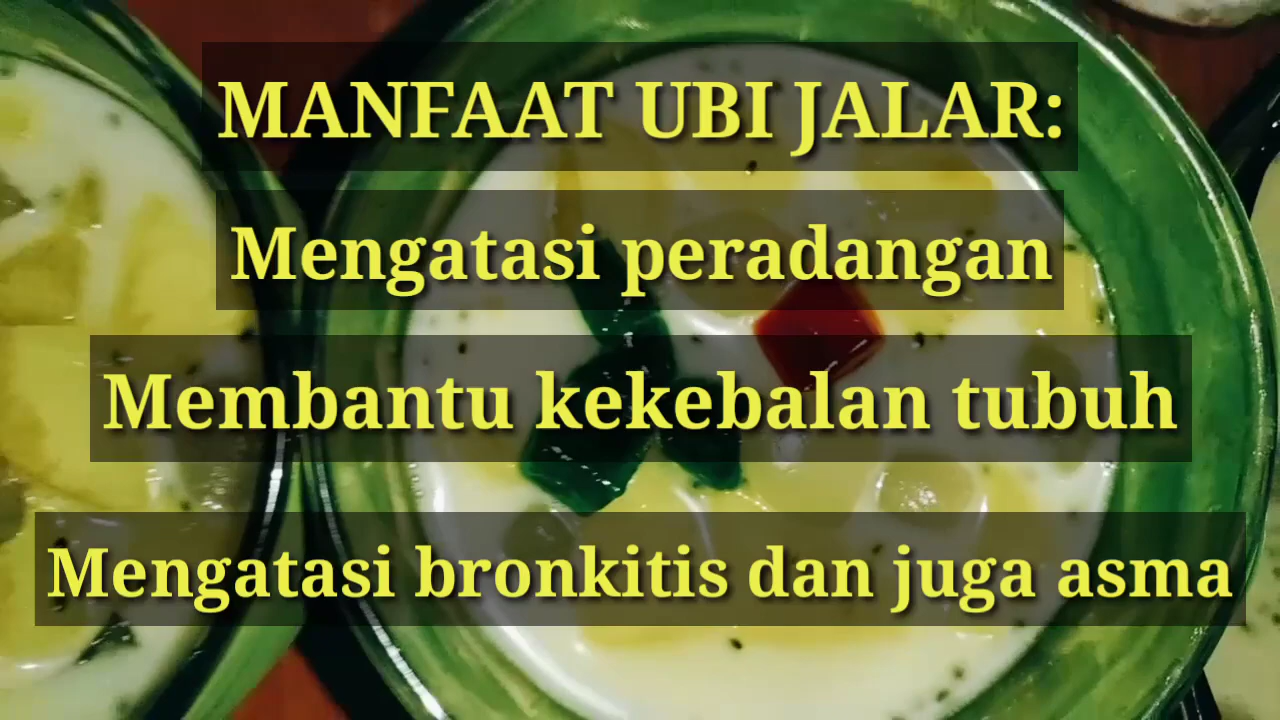 MANFAAT UBI JALAR:
Mengatasi peradangan
Membantu kekebalan tubuh
Mengatasi bronkitis dan juga asma